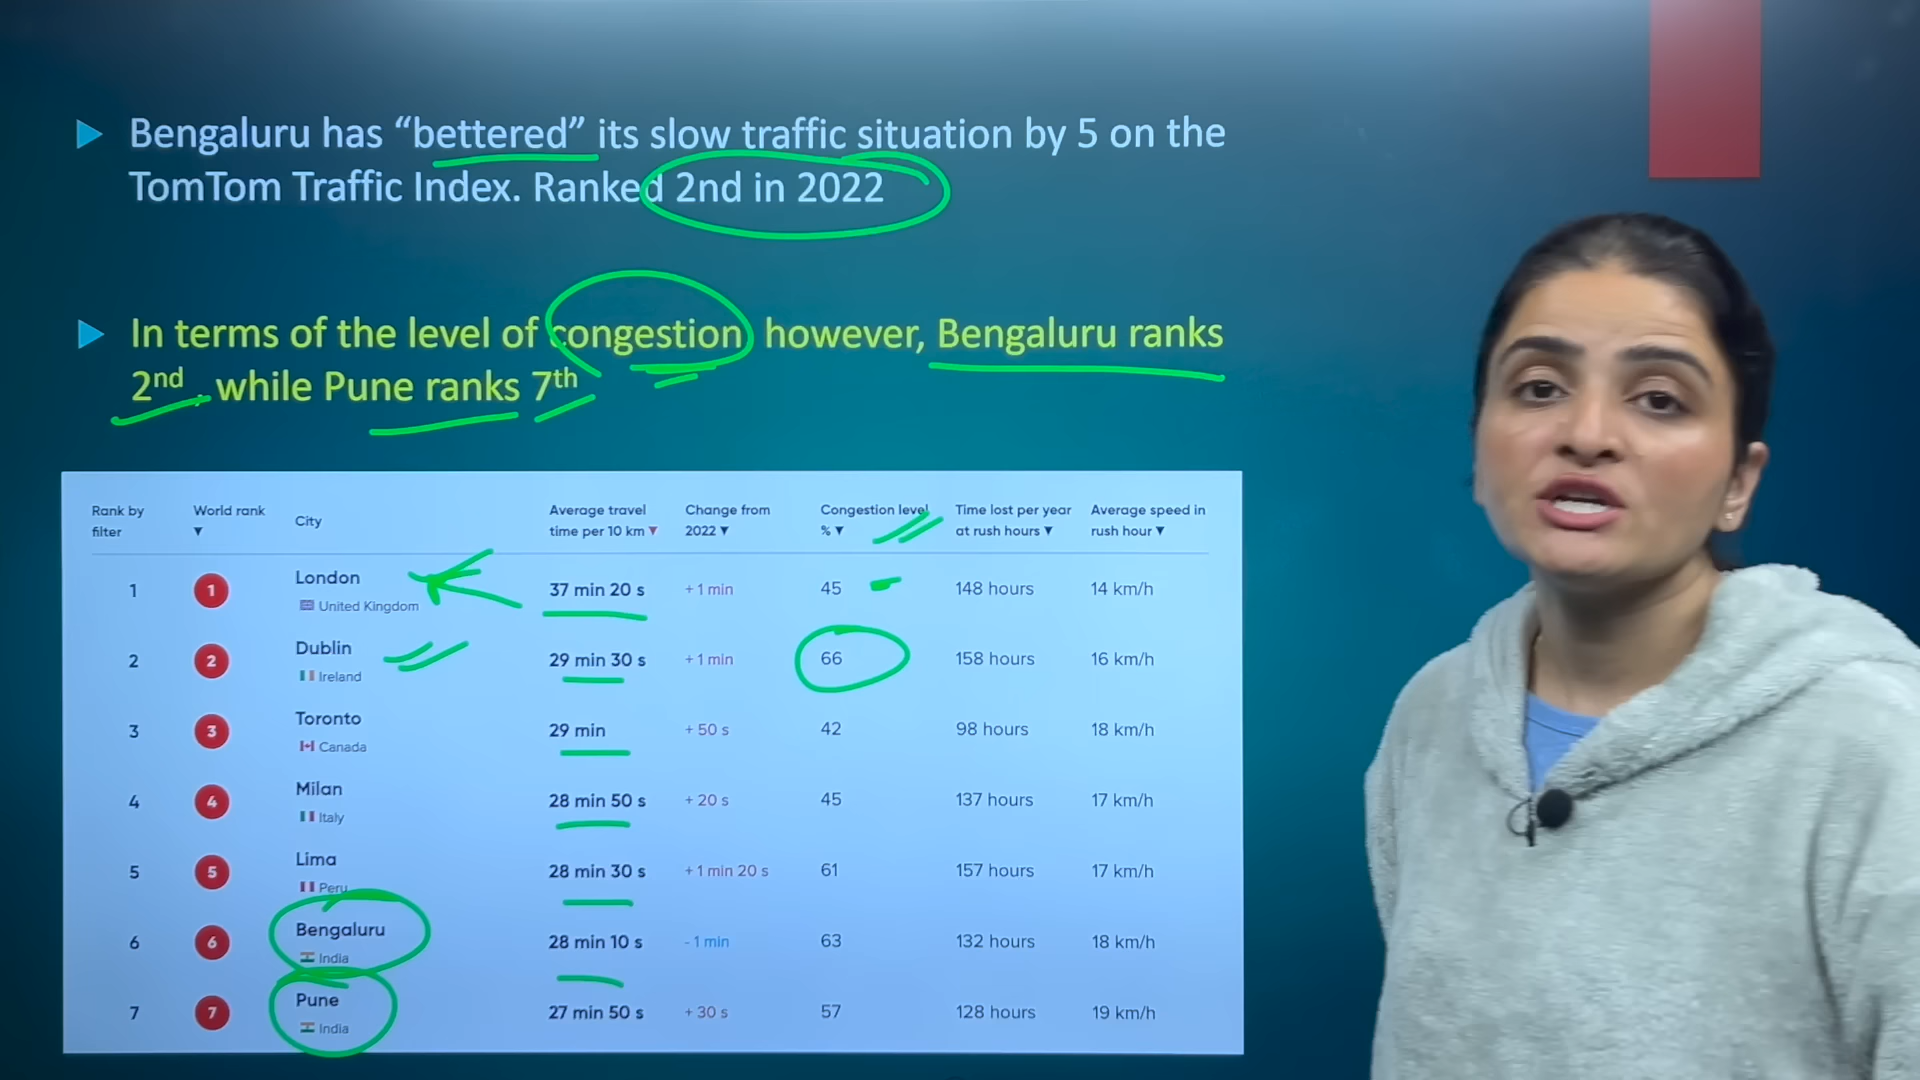 Bengaluru has “bettered” its slow traffic situation by 5 on the
TomTom Traffic Index. Ranked 2nd in 2022
In terms of the level of congestion however, Bengaluru ranks
2nd , while Pune ranks 7th
Rank by filter World rank ▼ City Average travel time per 10 km ▼ Change from 2022 ▼ Congestion level % ▼ Time lost per year at rush hours ▼ Average speed in rush hour ▼
1 1 London United Kingdom 37 min 20 s + 1 min 45 148 hours 14 km/h
2 2 Dublin Ireland 29 min 30 s + 1 min 66 158 hours 16 km/h
3 3 Toronto Canada 29 min + 50 s 42 98 hours 18 km/h
4 4 Milan Italy 28 min 50 s + 20 s 45 137 hours 17 km/h
5 5 Lima Peru 28 min 30 s + 1 min 20 s 61 157 hours 17 km/h
6 6 Bengaluru India 28 min 10 s - 1 min 63 132 hours 18 km/h
7 7 Pune India 27 min 50 s + 30 s 57 128 hours 19 km/h